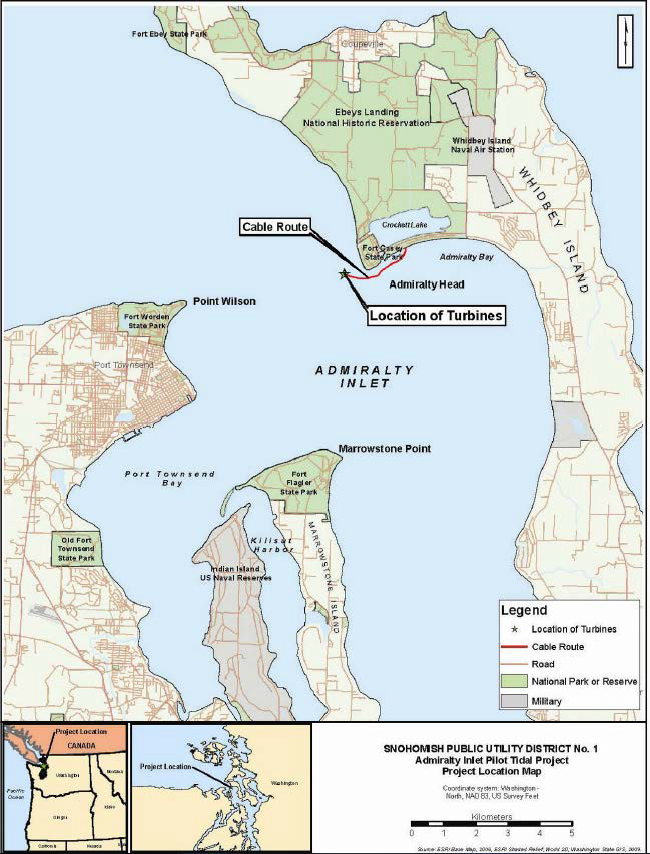 Fort Ebey State Park
Coupeville
Ebeys Landing
National Historic Reservation
Whidbey Island
Naval Air Station
WHIDBEY ISLAND
Crockett Lake
Cable Route
Fort Casey
State Park
Admiralty Bay
Admiralty Head
Location of Turbines
Point Wilson
Fort Worden
State Park
Port Townsend
ADMIRALTY
INLET
Marrowstone Point
Port Townsend
Bay
Fort
Flagler
State Park
Kilisut
Harbor
MARROWSTONE ISLAND
Old Fort
Townsend
State Park
Indian Island
US Naval Reserves
Legend
Location of Turbines
Cable Route
Road
National Park or Reserve
Military
Project Location
CANADA
Washington
Montana
Pacific
Ocean
Idaho
Oregon
California
Nevada
Project Location
Washington
SNOHOMISH PUBLIC UTILITY DISTRICT No. 1
Admiralty Inlet Pilot Tidal Project
Project Location Map
Coordinate system: Washington-
North, NAD 83, US Survey Feet
Kilometers
0 1 2 3 4 5
Source: ESRI Base Map, 2006, ESRI Shaded Relief, World 2D, Washington State GIS, 2009.